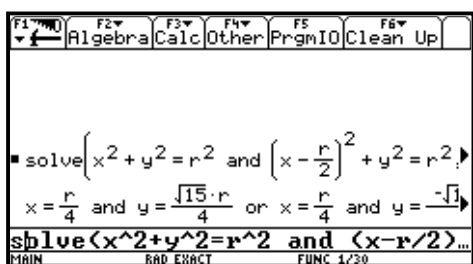 F1 F2 Algebra F3 Calc F4 Other F5 PrgmIO F6 Clean Up
▪ solve(x² + y² = r² and (x - r/2)² + y² = r²,
x = r/4 and y = √15·r/4 or x = r/4 and y = -√1
solve(x^2+y^2=r^2 and (x-r/2)…
MAIN RAD EXACT FUNC 1/30